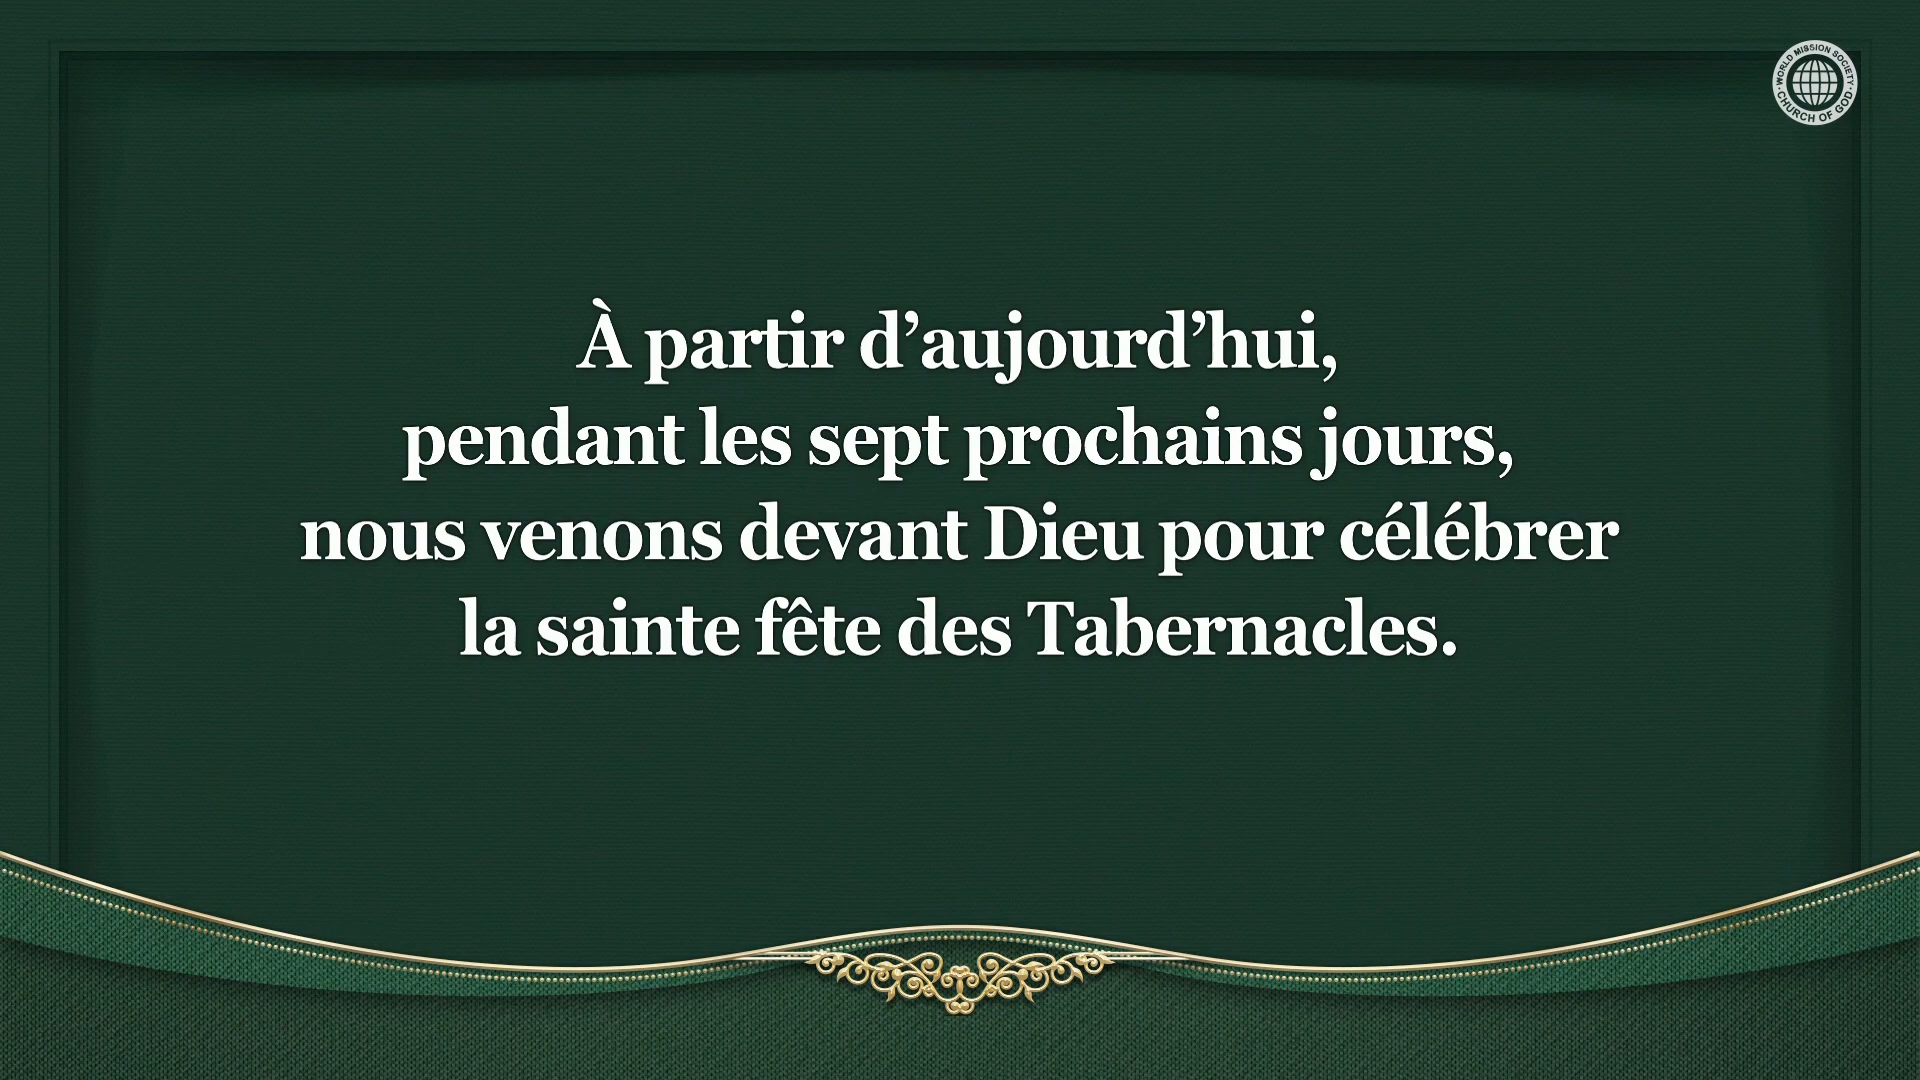 WORLD MISSION SOCIETY
CHURCH OF GOD
À partir d’aujourd’hui,
pendant les sept prochains jours,
nous venons devant Dieu pour célébrer
la sainte fête des Tabernacles.